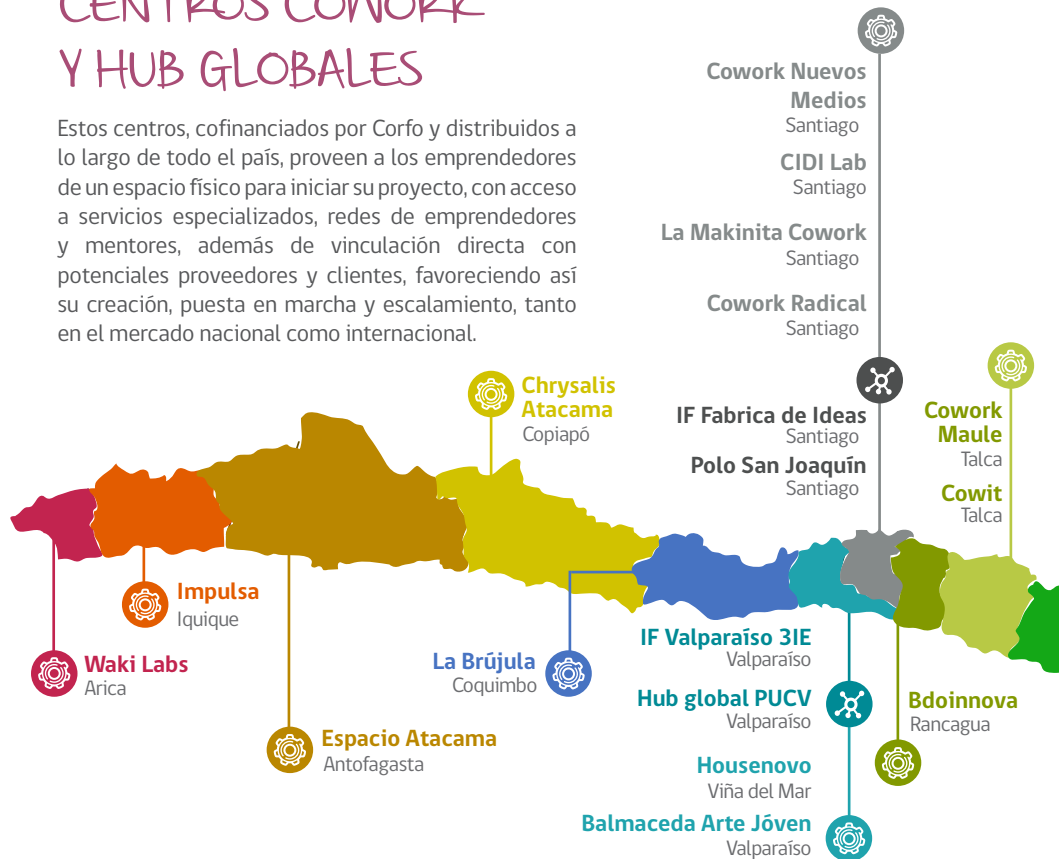 CENTROS COWORK
Y HUB GLOBALES
Estos centros, cofinanciados por Corfo y distribuidos a
lo largo de todo el país, proveen a los emprendedores
de un espacio físico para iniciar su proyecto, con acceso
a servicios especializados, redes de emprendedores
y mentores, además de vinculación directa con
potenciales proveedores y clientes, favoreciendo así
su creación, puesta en marcha y escalamiento, tanto
en el mercado nacional como internacional.
Cowork Nuevos
Medios
Santiago
CIDI Lab
Santiago
La Makinita Cowork
Santiago
Cowork Radical
Santiago
IF Fabrica de Ideas
Santiago
Polo San Joaquín
Santiago
Cowork
Maule
Talca
Cowit
Talca
Chrysalis
Atacama
Copiapó
Impulsa
Iquique
Waki Labs
Arica
Espacio Atacama
Antofagasta
La Brújula
Coquimbo
IF Valparaíso 3IE
Valparaíso
Hub global PUCV
Valparaíso
Housenovo
Viña del Mar
Balmaceda Arte Jóven
Valparaíso
Bdoinnova
Rancagua